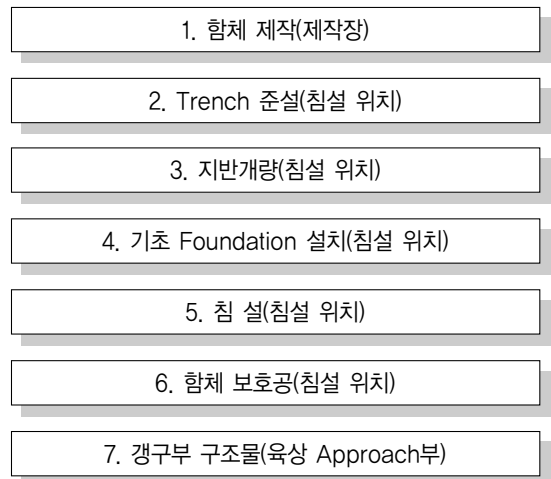 1. 함체 제작(제작장)
2. Trench 준설(침설 위치)
3. 지반개량(침설 위치)
4. 기초 Foundation 설치(침설 위치)
5. 침 설(침설 위치)
6. 함체 보호공(침설 위치)
7. 갱구부 구조물(육상 Approach부)